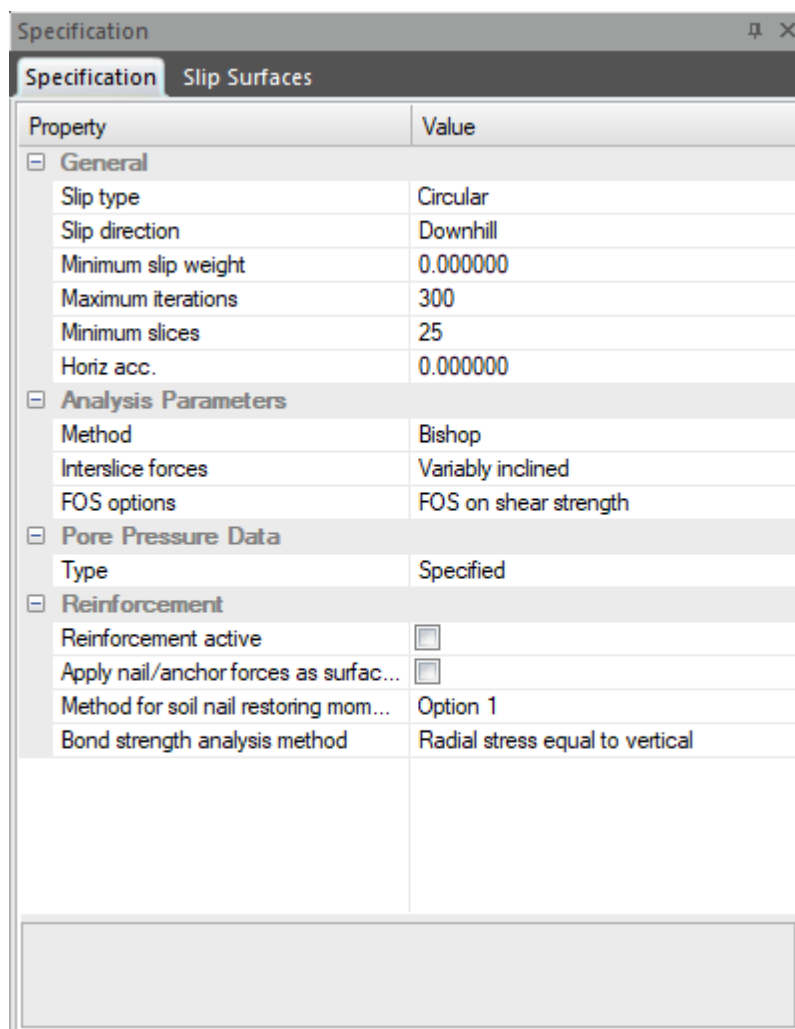 Specification
Specification Slip Surfaces
Property Value
General
Slip type Circular
Slip direction Downhill
Minimum slip weight 0.000000
Maximum iterations 300
Minimum slices 25
Horiz acc. 0.000000
Analysis Parameters
Method Bishop
Interslice forces Variably inclined
FOS options FOS on shear strength
Pore Pressure Data
Type Specified
Reinforcement
Reinforcement active
Apply nail/anchor forces as surfac...
Method for soil nail restoring mom... Option 1
Bond strength analysis method Radial stress equal to vertical